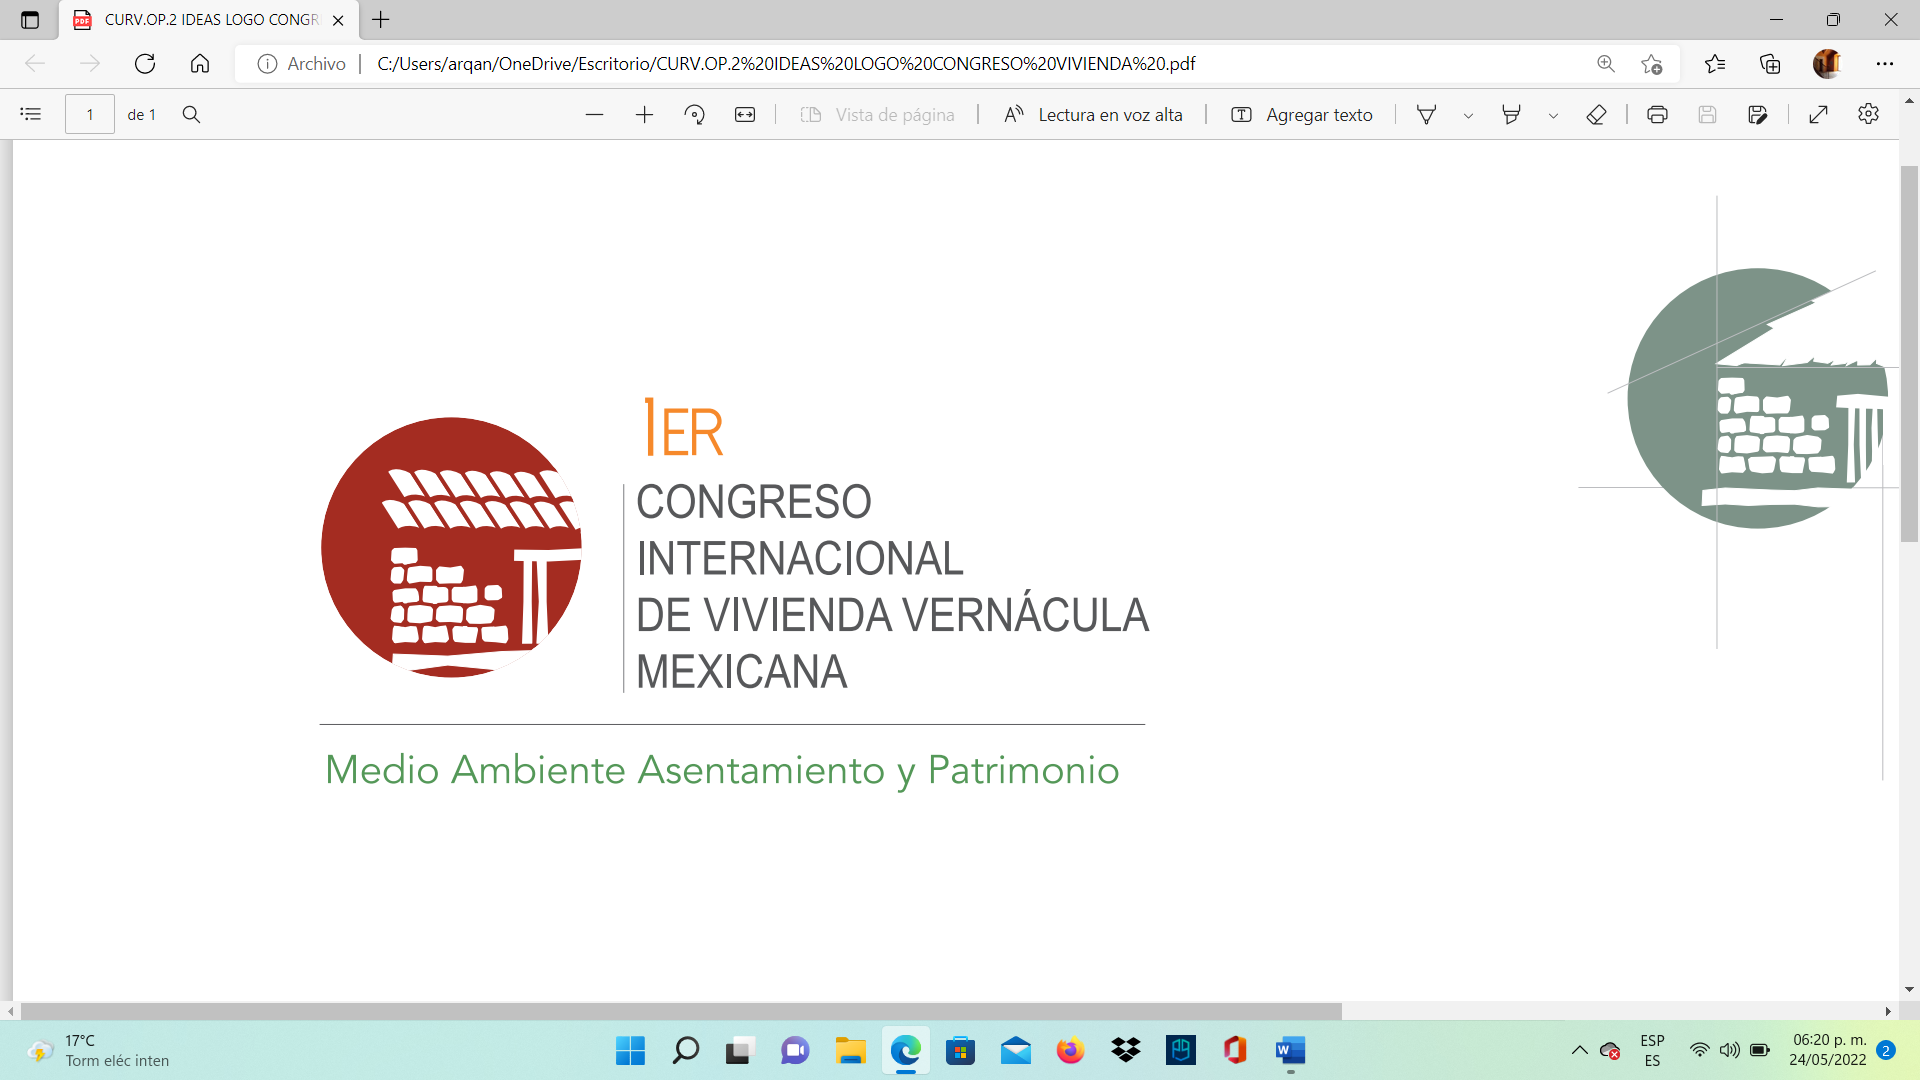 CURV.OP.2 IDEAS LOGO CONGR
Archivo
C:/Users/arqan/OneDrive/Escritorio/CURV.OP.2%20IDEAS%20LOGO%20CONGRESO%20VIVIENDA%20.pdf
1 de 1
Vista de página
Lectura en voz alta
Agregar texto
1ER
CONGRESO
INTERNACIONAL
DE VIVIENDA VERNÁCULA
MEXICANA
Medio Ambiente Asentamiento y Patrimonio
17°C
Torm eléc inten
ESP
ES
06:20 p. m.
24/05/2022
2